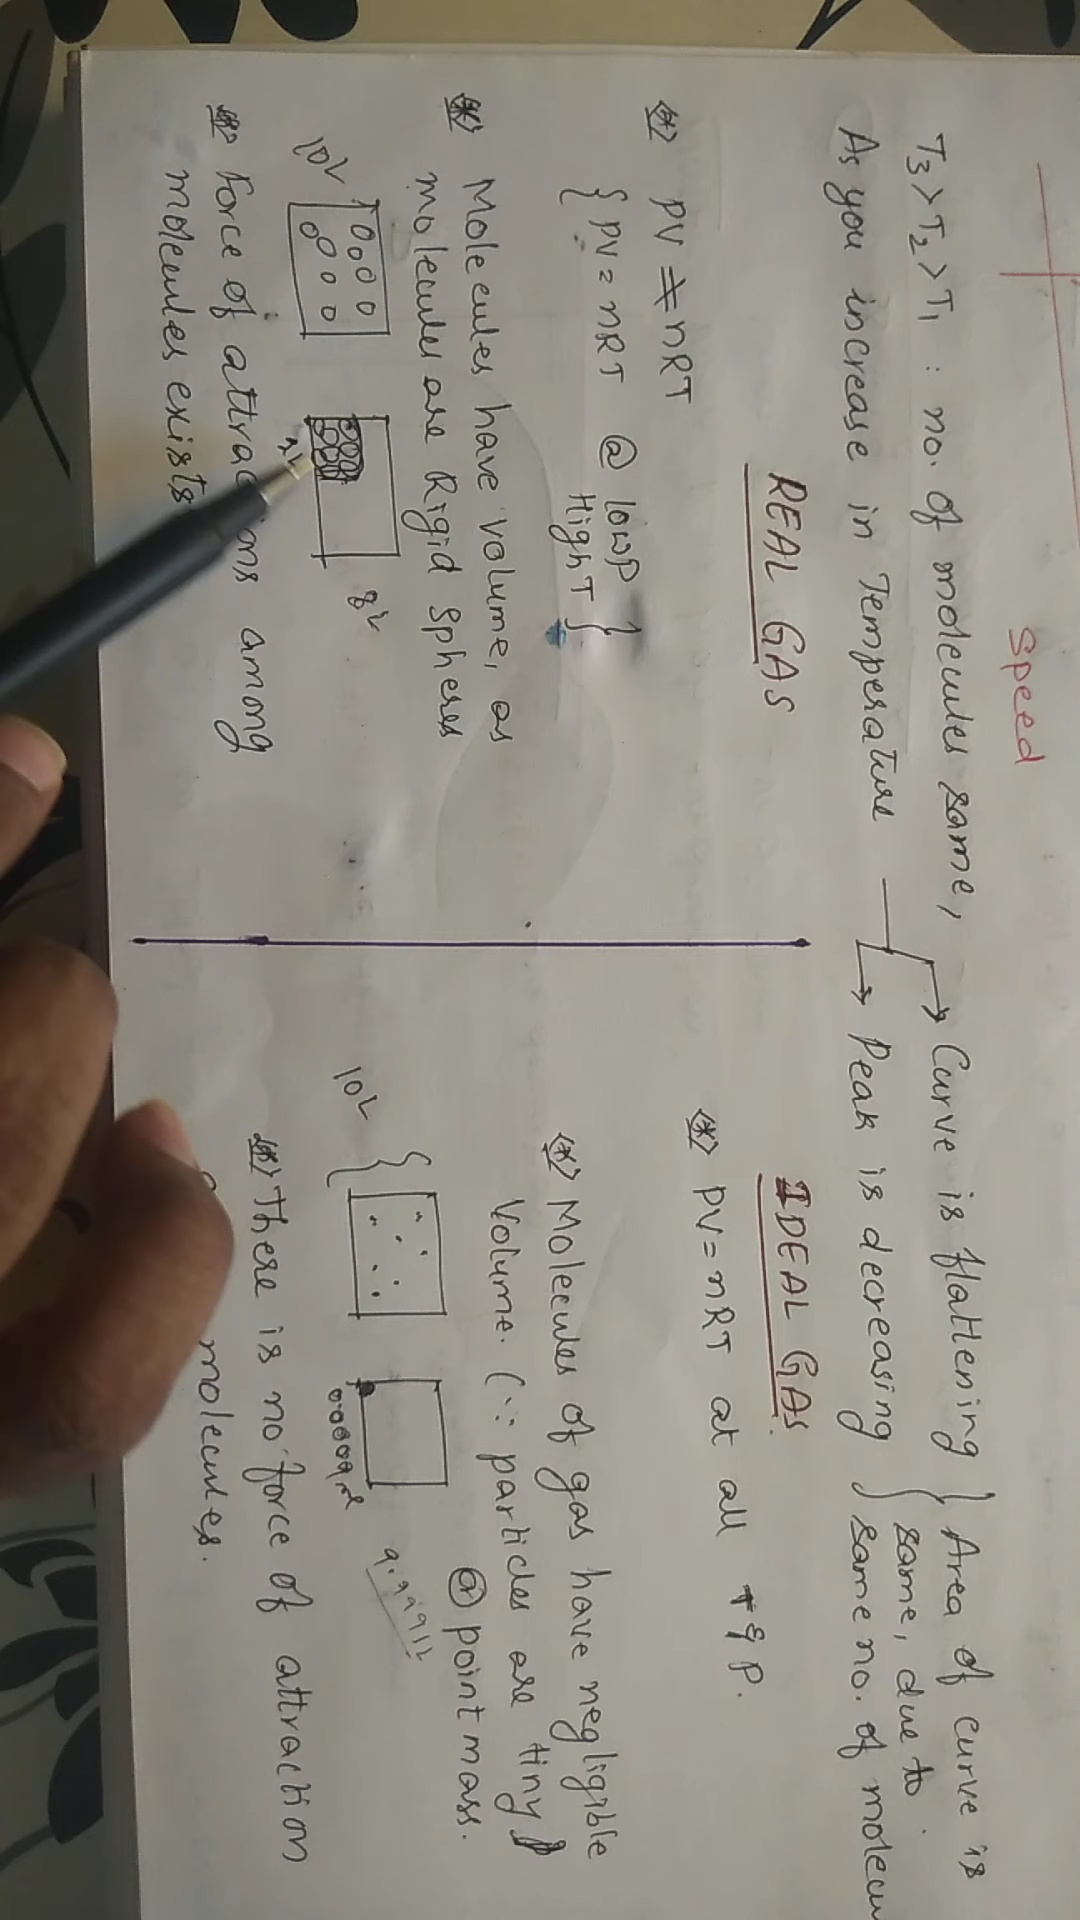 Speed
T3 > T2 > T1 : no. of molecules same, → Curve is flattening } Area of curve is
same, due to
As you increase in Temperature → Peak is decreasing } same no. of molecu
REAL GAS
PV ≠ nRT
{ PV = nRT @ low P
High T }
Molecules have volume, as
molecules are Rigid spheres
10L
8L
Force of attrac ons among
molecules exists
IDEAL GAS
PV = nRT at all T & P.
Molecules of gas have negligible
Volume. (∵ particles are tiny
or point mass.
10L
9.9991L
There is no force of attraction
molecules.